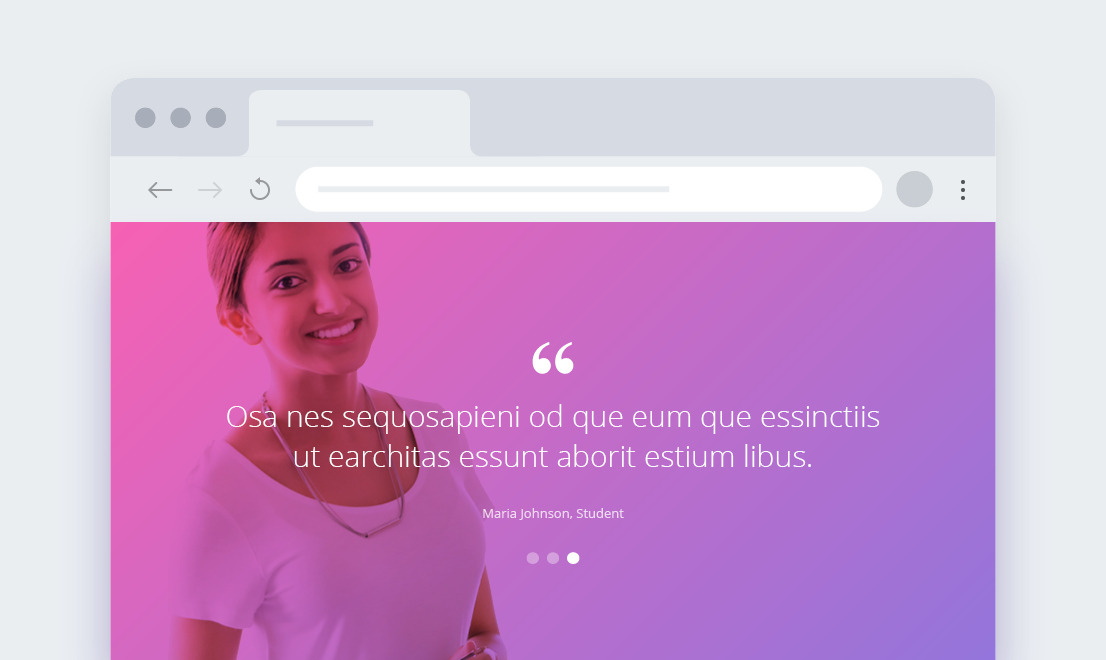 “
Osa nes sequosapieni od que eum que essinctiis
ut earchitas essunt aborit estium libus.
Maria Johnson, Student